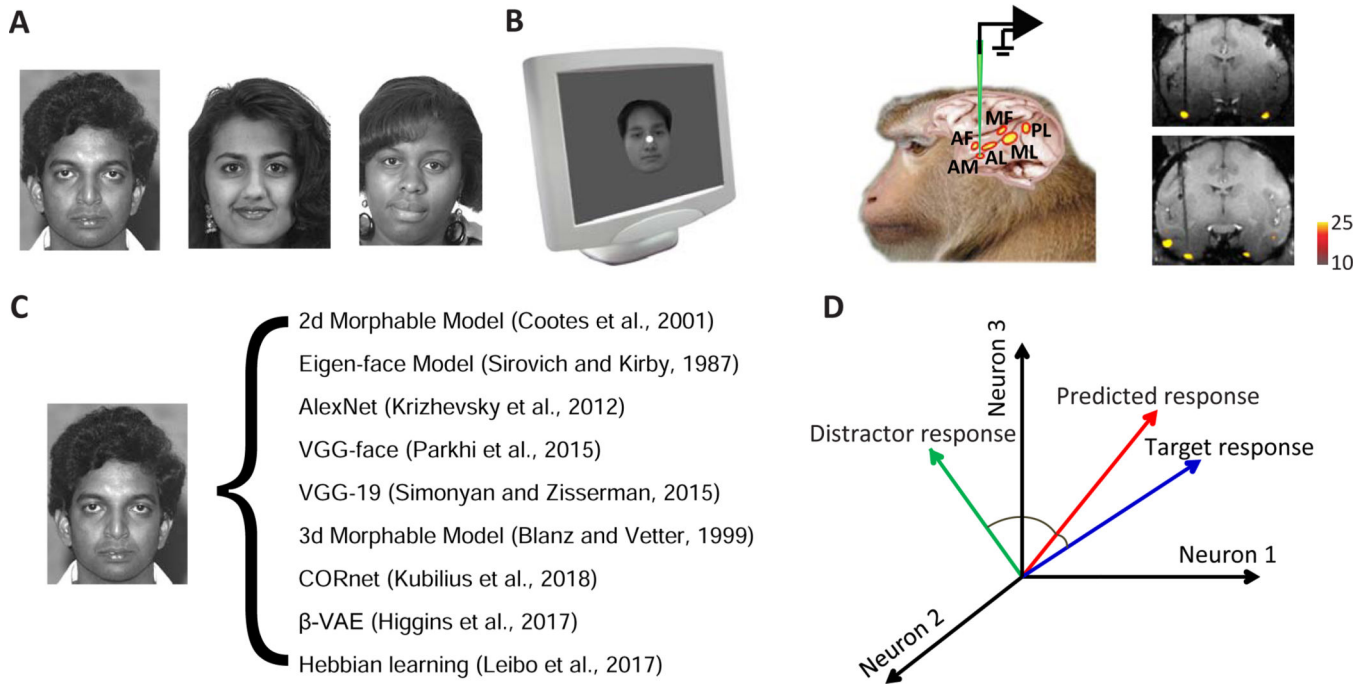 A
B
MF
PL
AF
AM
AL
ML
25
10
C
2d Morphable Model (Cootes et al., 2001)
Eigen-face Model (Sirovich and Kirby, 1987)
AlexNet (Krizhevsky et al., 2012)
VGG-face (Parkhi et al., 2015)
VGG-19 (Simonyan and Zisserman, 2015)
3d Morphable Model (Blanz and Vetter, 1999)
CORnet (Kubilius et al., 2018)
β-VAE (Higgins et al., 2017)
Hebbian learning (Leibo et al., 2017)
D
Neuron 3
Predicted response
Distractor response
Target response
Neuron 1
Neuron 2